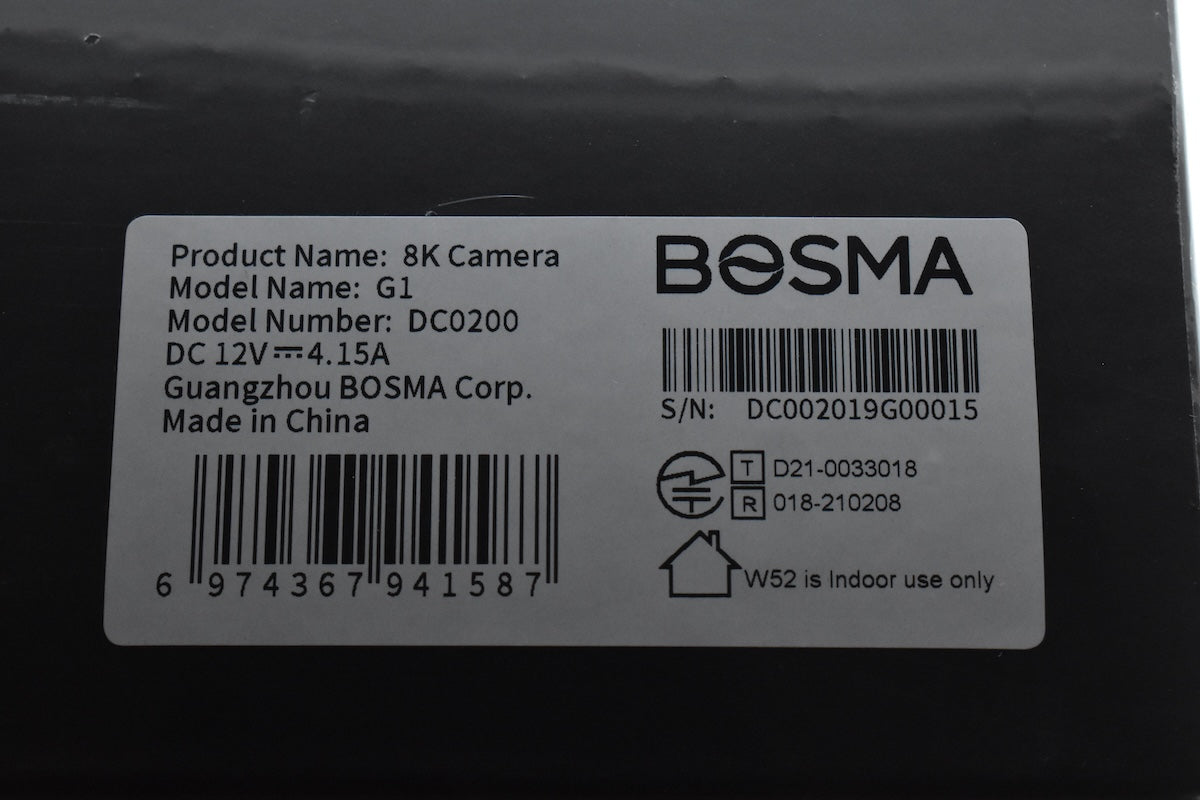 Product Name: 8K Camera
Model Name: G1
Model Number: DC0200
DC 12V⎓4.15A
Guangzhou BOSMA Corp.
Made in China
6 974367 941587
BOSMA
S/N: DC002019G00015
T D21-0033018
R 018-210208
W52 is Indoor use only